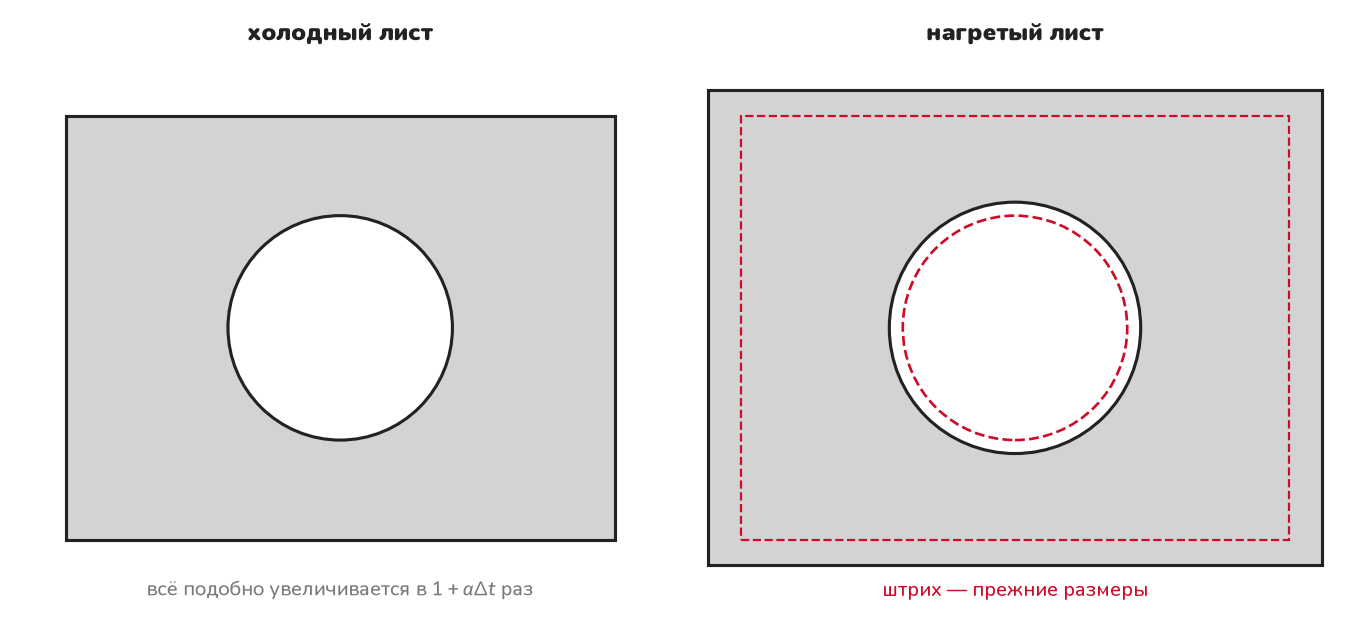 холодный лист
нагретый лист
всё подобно увеличивается в 1 + αΔt раз
штрих — прежние размеры